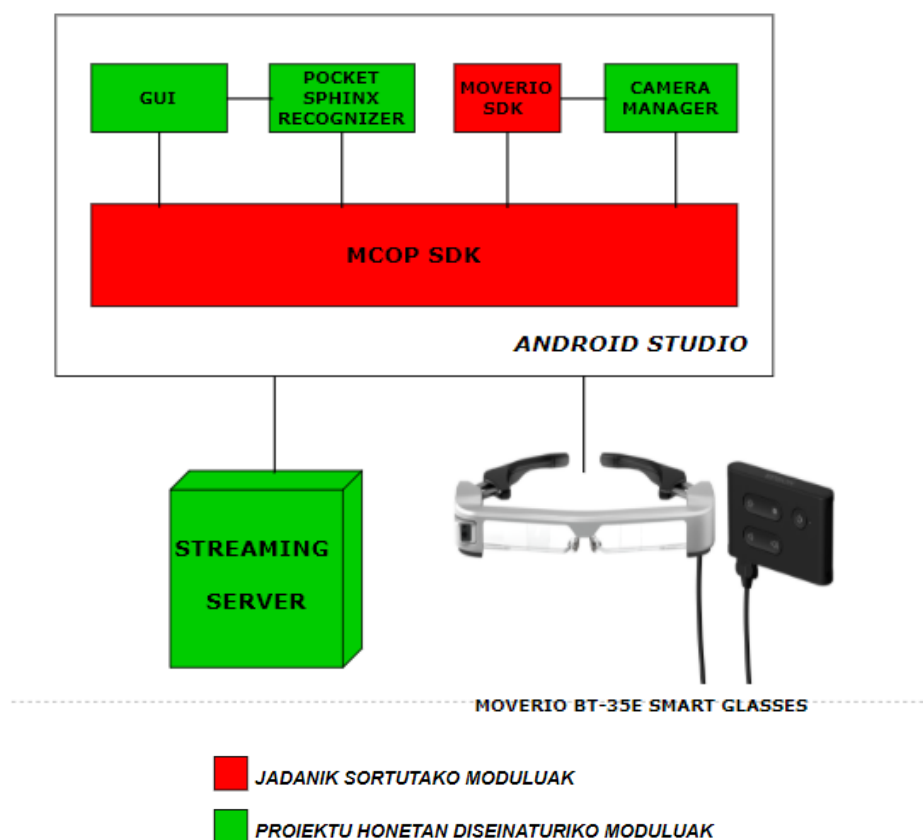 GUI
POCKET
SPHINX
RECOGNIZER
MOVERIO
SDK
CAMERA
MANAGER
MCOP SDK
ANDROID STUDIO
STREAMING
SERVER
MOVERIO BT-35E SMART GLASSES
JADANIK SORTUTAKO MODULUAK
PROIEKTU HONETAN DISEINATURIKO MODULUAK